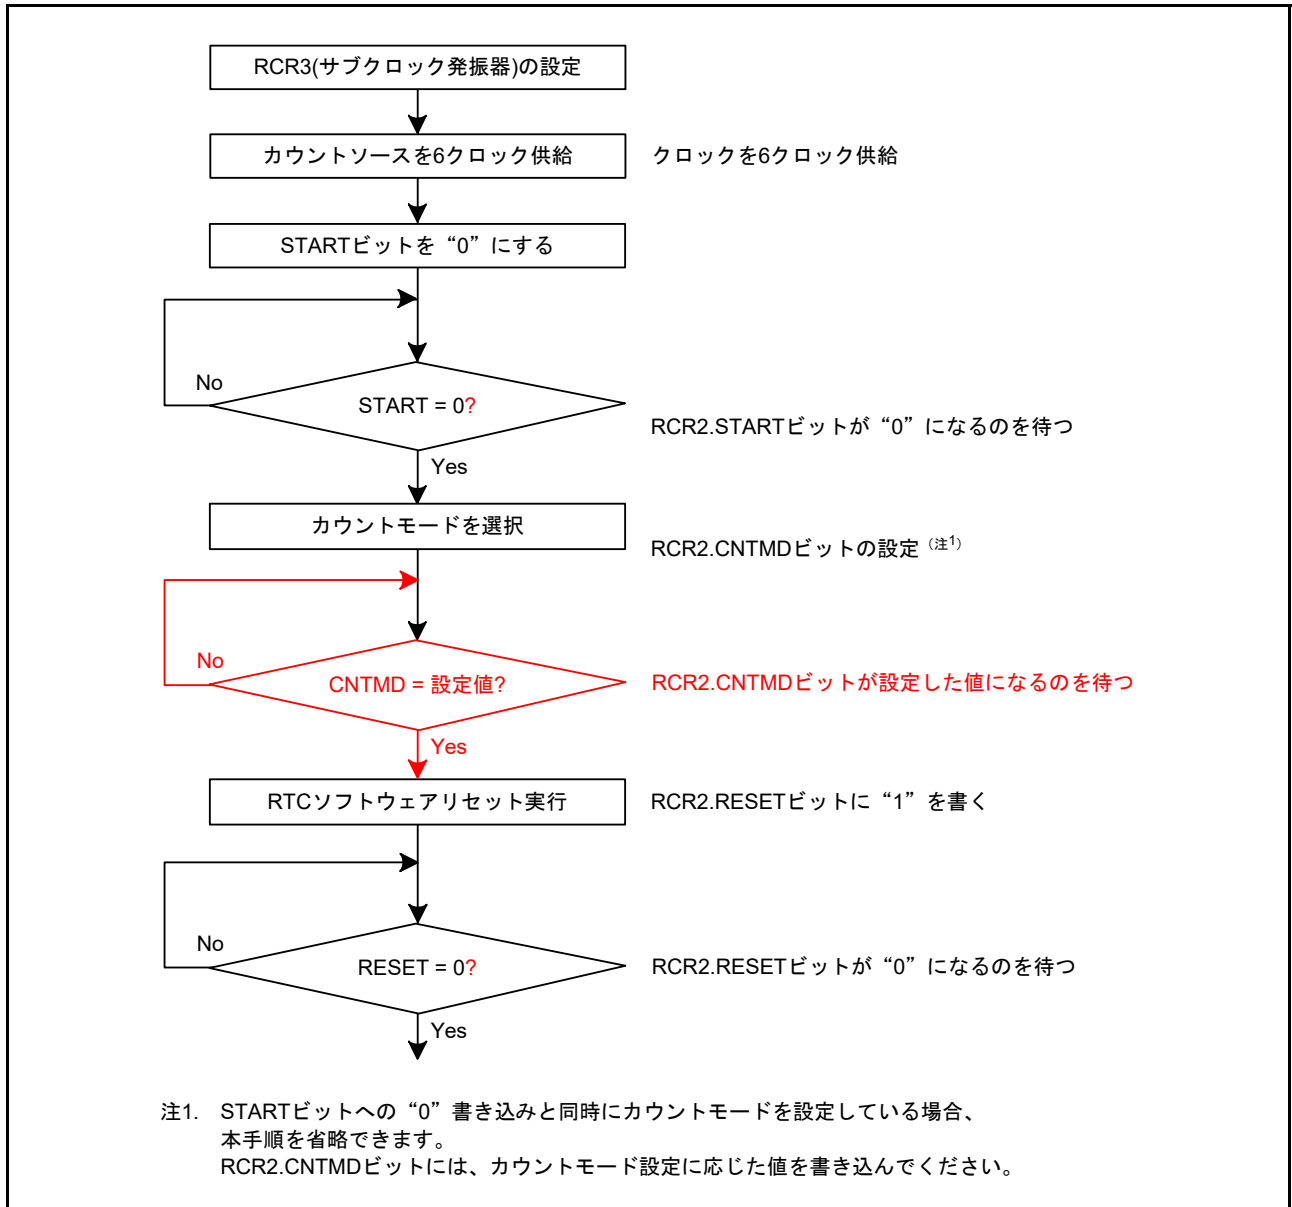 RCR3(サブクロック発振器)の設定
カウントソースを6クロック供給
クロックを6クロック供給
STARTビットを“0”にする
No
START = 0?
RCR2.STARTビットが“0”になるのを待つ
Yes
カウントモードを選択
RCR2.CNTMDビットの設定（注1）
No
CNTMD = 設定値?
RCR2.CNTMDビットが設定した値になるのを待つ
Yes
RTCソフトウェアリセット実行
RCR2.RESETビットに“1”を書く
No
RESET = 0?
RCR2.RESETビットが“0”になるのを待つ
Yes
注1. STARTビットへの“0”書き込みと同時にカウントモードを設定している場合、
本手順を省略できます。
RCR2.CNTMDビットには、カウントモード設定に応じた値を書き込んでください。